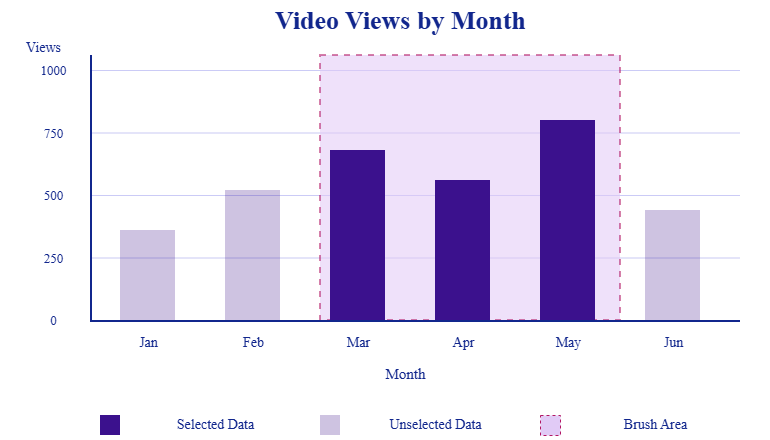 Video Views by Month
Views
1000
750
500
250
0
Jan Feb Mar Apr May Jun
Month
Selected Data Unselected Data Brush Area